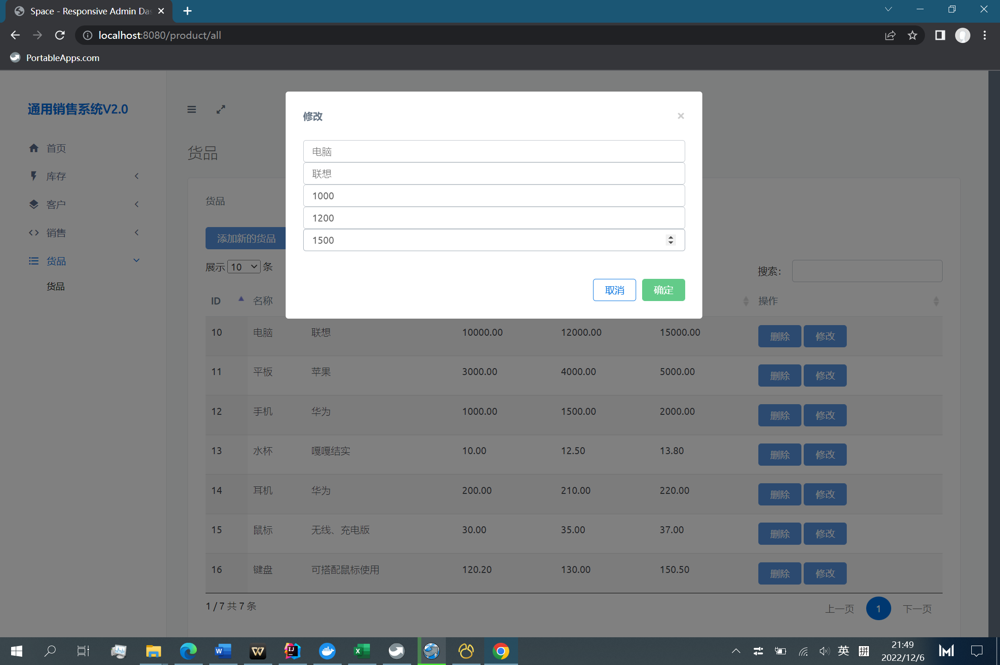 Space - Responsive Admin Das
localhost:8080/product/all
PortableApps.com
通用销售系统V2.0
首页
库存
客户
销售
货品
货品
货品
货品
添加新的货品
展示 10 条
搜索：
修改 ×
电脑
联想
1000
1200
1500
取消 确定
ID 名称 操作
10 电脑 联想 10000.00 12000.00 15000.00 删除 修改
11 平板 苹果 3000.00 4000.00 5000.00 删除 修改
12 手机 华为 1000.00 1500.00 2000.00 删除 修改
13 水杯 嘎嘎结实 10.00 12.50 13.80 删除 修改
14 耳机 华为 200.00 210.00 220.00 删除 修改
15 鼠标 无线、充电版 30.00 35.00 37.00 删除 修改
16 键盘 可搭配鼠标使用 120.20 130.00 150.50 删除 修改
1 / 7 共 7 条
上一页 1 下一页
英 拼
21:49
2022/12/6